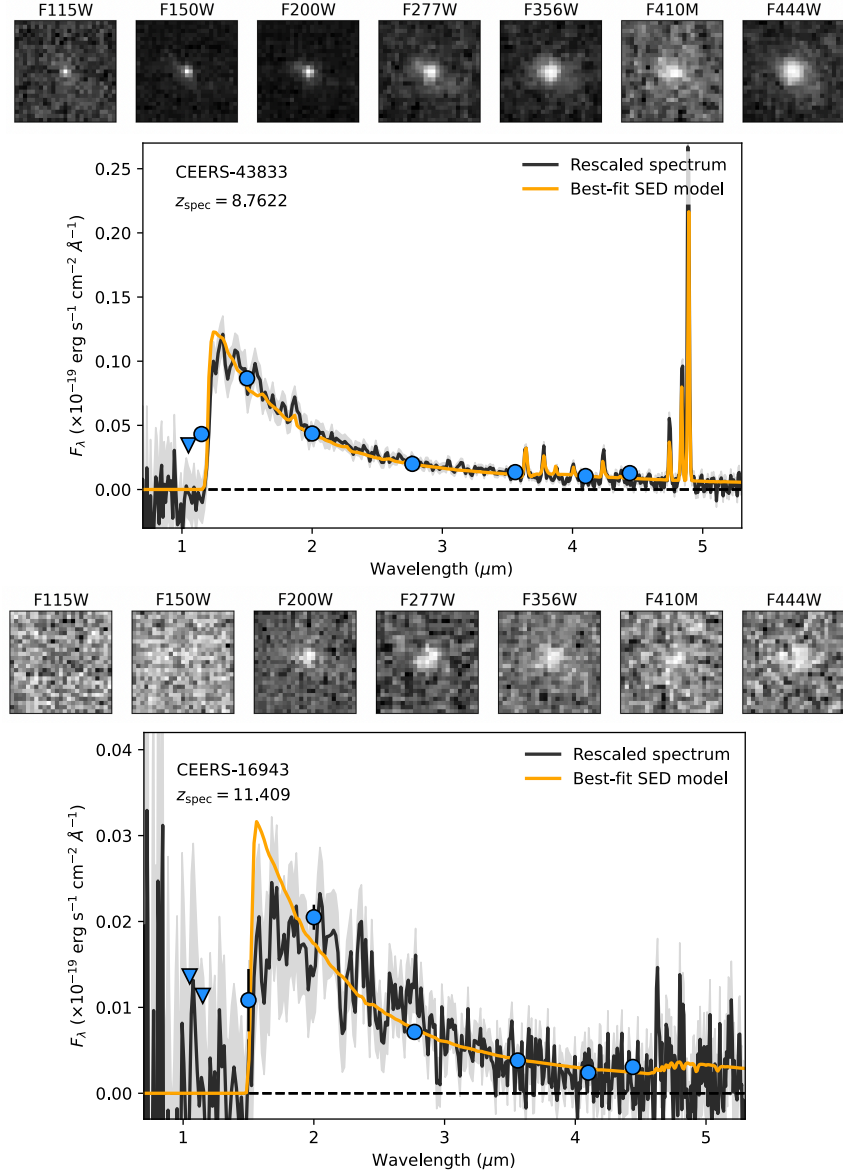 F115W F150W F200W F277W F356W F410M F444W
CEERS-43833
z_spec = 8.7622
Rescaled spectrum
Best-fit SED model
0.25
0.20
0.15
0.10
0.05
0.00
F_λ (×10⁻¹⁹ erg s⁻¹ cm⁻² Å⁻¹)
1 2 3 4 5
Wavelength (μm)
F115W F150W F200W F277W F356W F410M F444W
CEERS-16943
z_spec = 11.409
Rescaled spectrum
Best-fit SED model
0.04
0.03
0.02
0.01
0.00
F_λ (×10⁻¹⁹ erg s⁻¹ cm⁻² Å⁻¹)
1 2 3 4 5
Wavelength (μm)